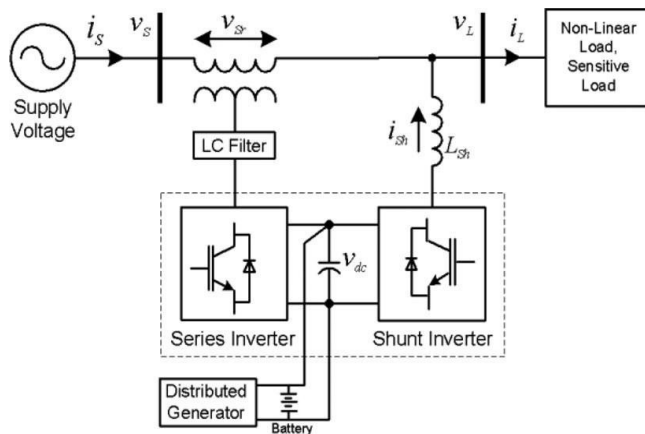 i_s
v_S
v_Sr
v_L
i_L
Non-Linear
Load,
Sensitive
Load
Supply
Voltage
LC Filter
i_Sh
L_Sh
v_dc
Series Inverter
Shunt Inverter
Distributed
Generator
Battery